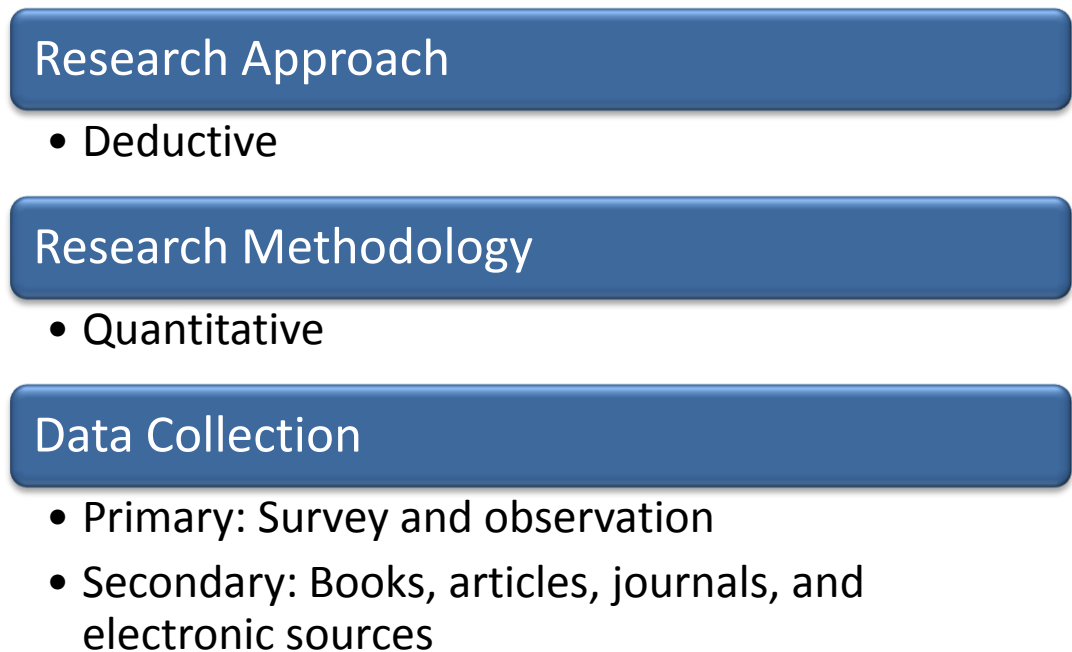 Research Approach
• Deductive
Research Methodology
• Quantitative
Data Collection
• Primary: Survey and observation
• Secondary: Books, articles, journals, and
electronic sources